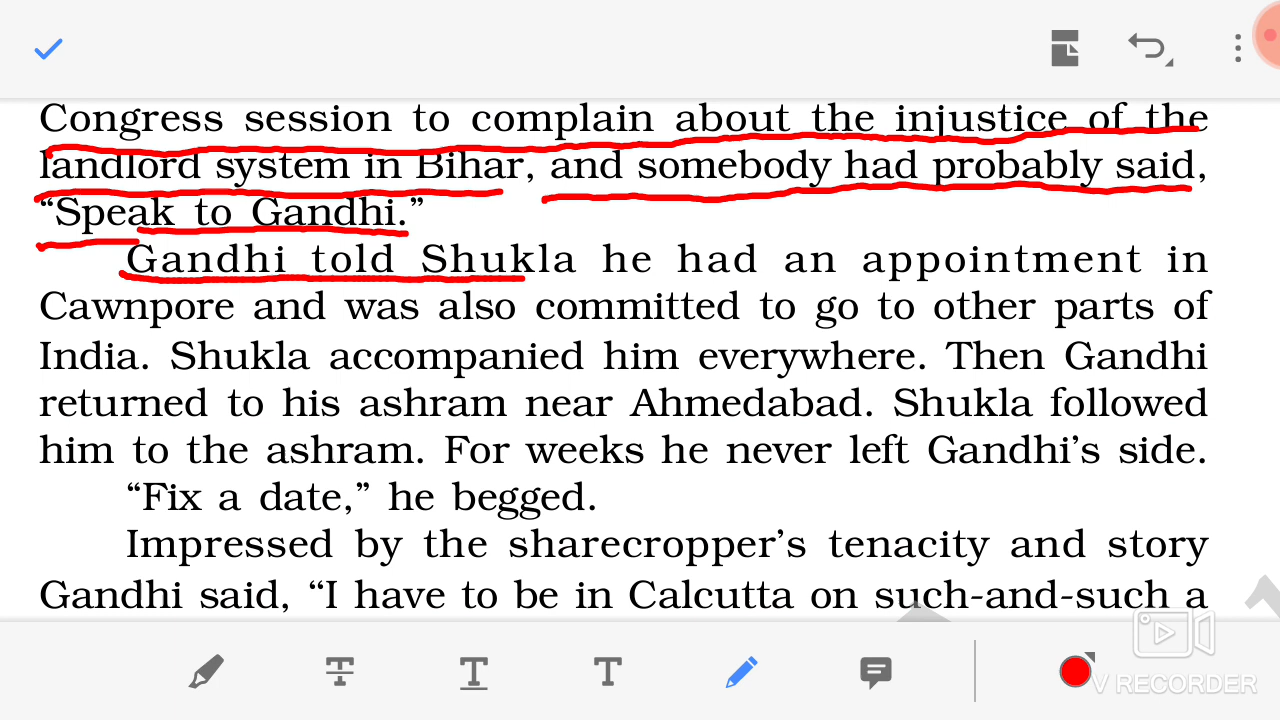 Congress session to complain about the injustice of the
landlord system in Bihar, and somebody had probably said,
“Speak to Gandhi.”
Gandhi told Shukla he had an appointment in
Cawnpore and was also committed to go to other parts of
India. Shukla accompanied him everywhere. Then Gandhi
returned to his ashram near Ahmedabad. Shukla followed
him to the ashram. For weeks he never left Gandhi’s side.
“Fix a date,” he begged.
Impressed by the sharecropper’s tenacity and story
Gandhi said, “I have to be in Calcutta on such-and-such a
T T T
V RECORDER